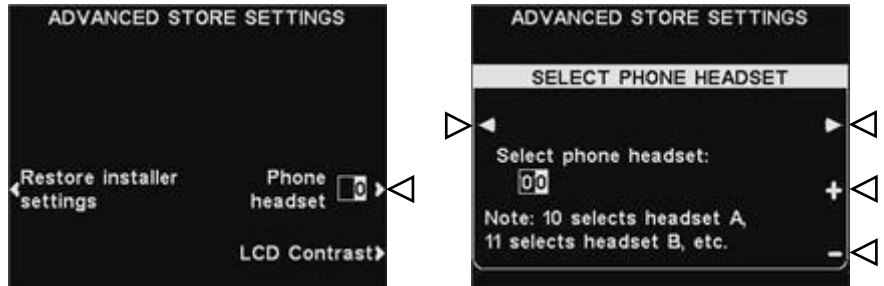 ADVANCED STORE SETTINGS
Restore installer
settings
Phone
headset 0
LCD Contrast
ADVANCED STORE SETTINGS
SELECT PHONE HEADSET
Select phone headset:
00
Note: 10 selects headset A,
11 selects headset B, etc.
+
-